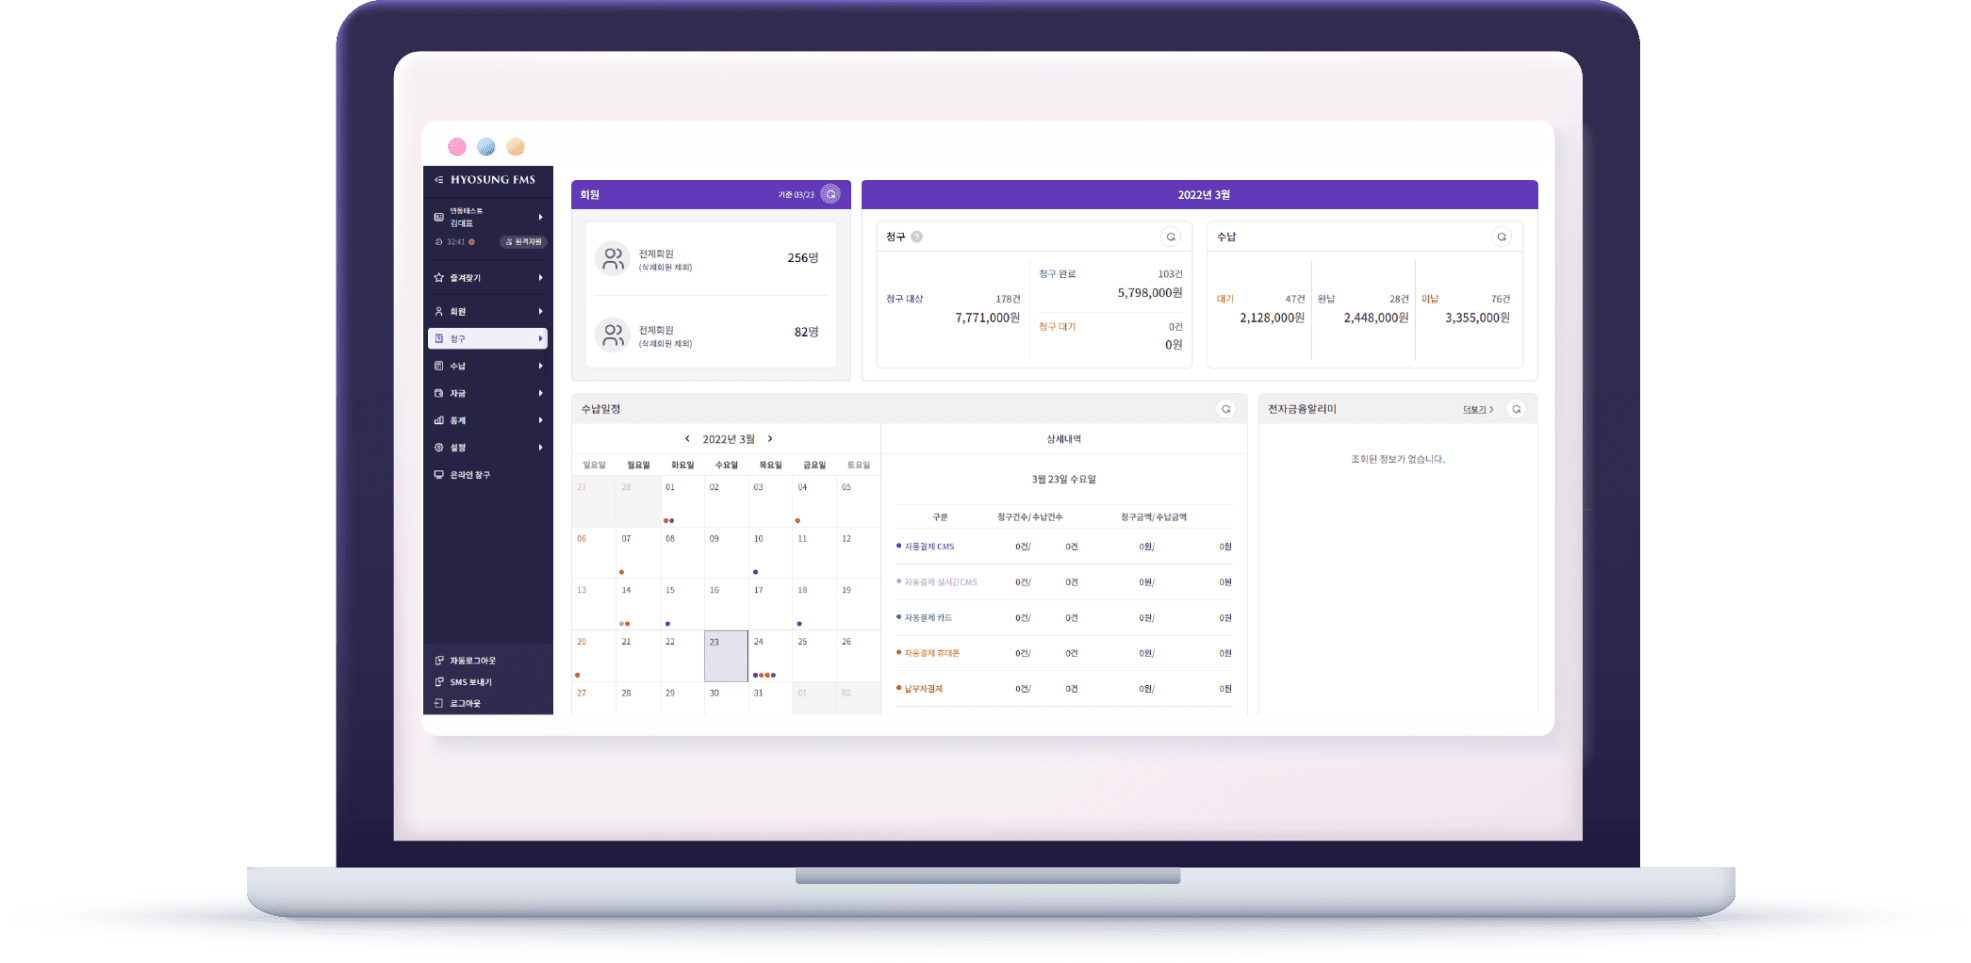 HYOSUNG FMS
연동테스트
김대표
32:41
원격지원
즐겨찾기
회원
청구
수납
자금
통계
설정
온라인 창구
자동로그아웃
SMS 보내기
로그아웃
회원
기준 03/23
전체회원
(삭제회원 제외)
256명
전체회원
(삭제회원 제외)
82명
2022년 3월
청구 ?
청구 대상
178건
7,771,000원
청구 완료
103건
5,798,000원
청구 대기
0건
0원
수납
대기 47건
2,128,000원
완납 28건
2,448,000원
미납 76건
3,355,000원
수납일정
< 2022년 3월 >
일요일 월요일 화요일 수요일 목요일 금요일 토요일
27 28 01 02 03 04 05
06 07 08 09 10 11 12
13 14 15 16 17 18 19
20 21 22 23 24 25 26
27 28 29 30 31 01 02
상세내역
3월 23일 수요일
구분 청구건수/수납건수 청구금액/수납금액
자동결제 CMS 0건/ 0건 0원/ 0원
자동결제 실시간CMS 0건/ 0건 0원/ 0원
자동결제 카드 0건/ 0건 0원/ 0원
자동결제 휴대폰 0건/ 0건 0원/ 0원
납부자결제 0건/ 0건 0원/ 0원
전자금융알리미
더보기 >
조회된 정보가 없습니다.